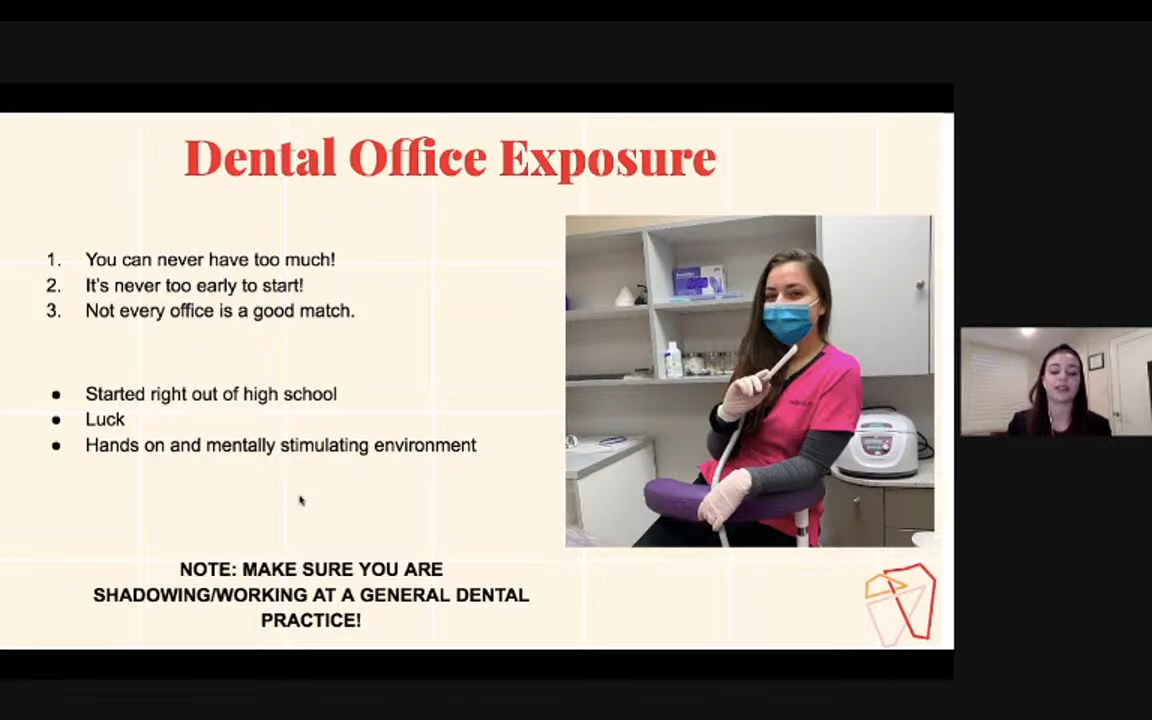 Dental Office Exposure
1. You can never have too much!
2. It's never too early to start!
3. Not every office is a good match.
● Started right out of high school
● Luck
● Hands on and mentally stimulating environment
NOTE: MAKE SURE YOU ARE
SHADOWING/WORKING AT A GENERAL DENTAL
PRACTICE!